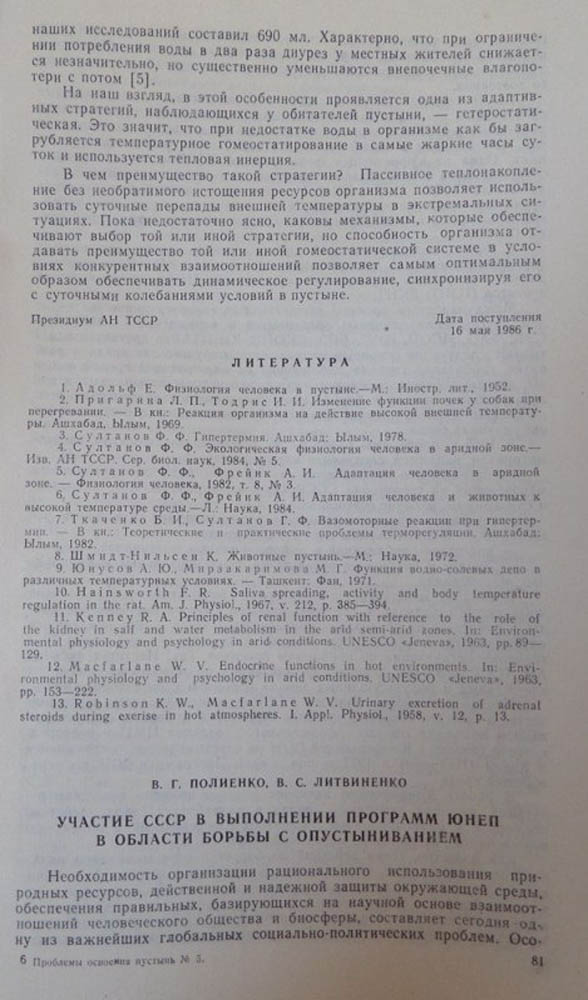 наших исследований составил 690 мл. Характерно, что при ограниче-
нии потребления воды в два раза диурез у местных жителей снижает-
ся незначительно, но существенно уменьшаются внепочечные влагопо-
тери с потом [5].
На наш взгляд, в этой особенности проявляется одна из адаптив-
ных стратегий, наблюдающихся у обитателей пустыни, — гетеростати-
ческая. Это значит, что при недостатке воды в организме как бы заг-
рубляется температурное гомеостатирование в самые жаркие часы су-
ток и используется тепловая инерция.
В чем преимущество такой стратегии? Пассивное теплонакопле-
ние без необратимого истощения ресурсов организма позволяет исполь-
зовать суточные перепады внешней температуры в экстремальных си-
туациях. Пока недостаточно ясно, каковы механизмы, которые обеспе-
чивают выбор той или иной стратегии, но способность организма от-
давать преимущество той или иной гомеостатической системе в усло-
виях конкурентных взаимоотношений позволяет самым оптимальным
образом обеспечивать динамическое регулирование, синхронизируя его
с суточными колебаниями условий в пустыне.
Президиум АН ТССР
Дата поступления
16 мая 1986 г.
ЛИТЕРАТУРА
1. Адольф Е. Физиология человека в пустыне.—М.: Иностр. лит., 1952.
2. Пригарина Л. П., Тодрис И. И. Изменение функции почек у собак при
перегревании. — В кн.: Реакция организма на действие высокой внешней температу-
ры. Ашхабад, Ылым, 1969.
3. Султанов Ф. Ф. Гипертермия. Ашхабад: Ылым, 1978.
4. Султанов Ф. Ф. Экологическая физиология человека в аридной зоне.—
Изв. АН ТССР. Сер. биол. наук, 1984, № 5.
5. Султанов Ф. Ф., Фрейнк А. И. Адаптация человека в аридной
зоне. — Физиология человека, 1982, т. 8, № 3.
6. Султанов Ф. Ф., Фрейнк А. И. Адаптация человека и животных к
высокой температуре среды.—Л.: Наука, 1984.
7. Ткаченко Б. И., Султанов Г. Ф. Вазомоторные реакции при гипертер-
мии. — В кн.: Теоретические и практические проблемы терморегуляции. Ашхабад:
Ылым, 1982.
8. Шмидт-Нильсен К. Животные пустынь.—М.: Наука, 1972.
9. Юнусов А. Ю., Мирзакаримова М. Г. Функция водно-солевых депо в
различных температурных условиях. — Ташкент: Фан, 1971.
10. Hainsworth F. R. Saliva spreading, activity and body temperature
regulation in the rat. Am. J. Physiol., 1967, v. 212, p. 385—394.
11. Kenney R. A. Principles of renal function with reference to the role of
the kidney in salf and water metabolism in the arid semi-arid zones. In: Environ-
mental physiology and psychology in arid conditions. UNESCO «Jeneva», 1963, pp. 89—
129.
12. Macfarlane W. V. Endocrine functions in hot environments. In: Envi-
ronmental physiology and psychology in arid conditions. UNESCO «Jeneva», 1963,
pp. 153—222.
13. Robinson K. W., Macfarlane W. V. Urinary excretion of adrenal
steroids during exerise in hot atmospheres. I. Appl. Physiol., 1958, v. 12, p. 13.
В. Г. ПОЛИЕНКО, В. С. ЛИТВИНЕНКО
УЧАСТИЕ СССР В ВЫПОЛНЕНИИ ПРОГРАММ ЮНЕП
В ОБЛАСТИ БОРЬБЫ С ОПУСТЫНИВАНИЕМ
Необходимость организации рационального использования при-
родных ресурсов, действенной и надежной защиты окружающей среды,
обеспечения правильных, базирующихся на научной основе взаимоот-
ношений человеческого общества и биосферы, составляет сегодня од-
ну из важнейших глобальных социально-политических проблем. Осо-
6 Проблемы освоения пустынь № 3.
81